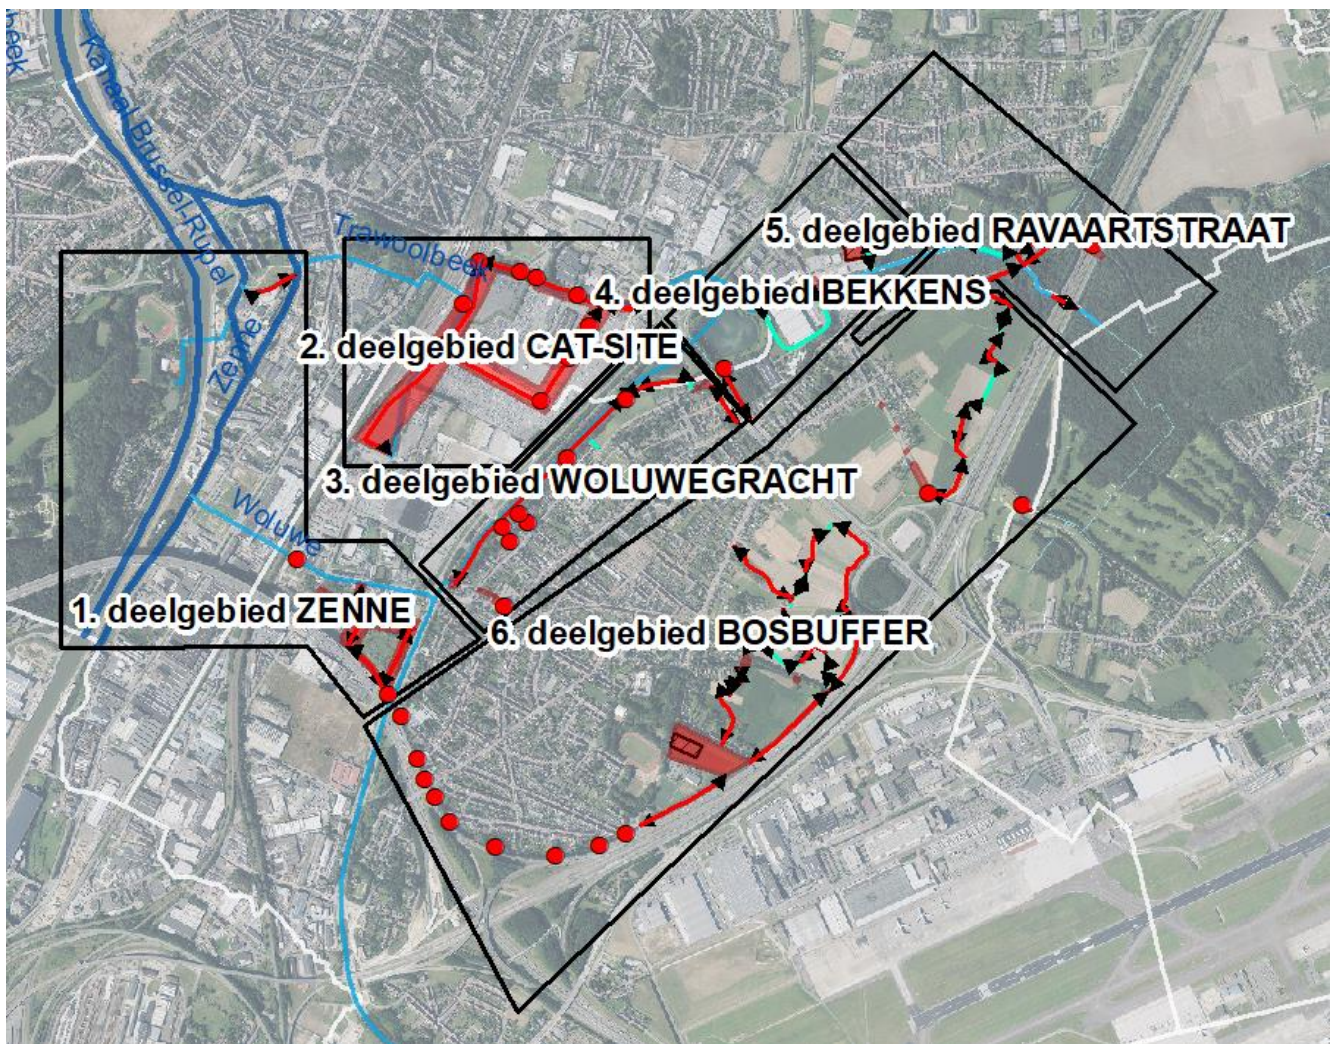 beek
Kanaal Brussel-Rupel
Trawoolbeek
5. deelgebied RAVAARTSTRAAT
4. deelgebied BEKKENS
Zenne
2. deelgebied CAT-SITE
3. deelgebied WOLUWEGRACHT
Woluwe
1. deelgebied ZENNE
6. deelgebied BOSBUFFER